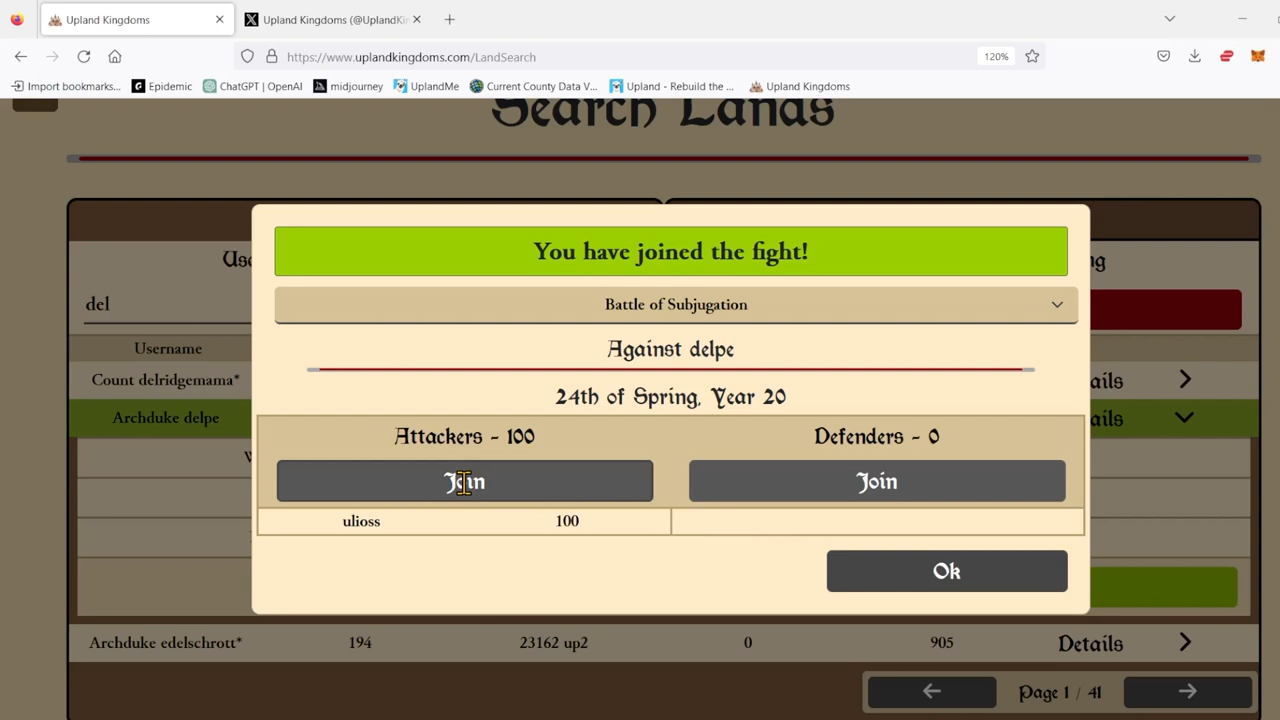 Upland Kingdoms
Upland Kingdoms (@UplandKin
https://www.uplandkingdoms.com/LandSearch
120%
Import bookmarks...
Epidemic
ChatGPT | OpenAI
midjourney
UplandMe
Current County Data V...
Upland - Rebuild the ...
Upland Kingdoms
Search Lands
You have joined the fight!
Battle of Subjugation
Against delpe
24th of Spring, Year 20
Attackers - 100
Defenders - 0
Join
Join
ulioss 100
Ok
del
Username
Count delridgemama*
Archduke delpe
Archduke edelschrott* 194 23162 up2 0 905 Details
Page 1 / 41